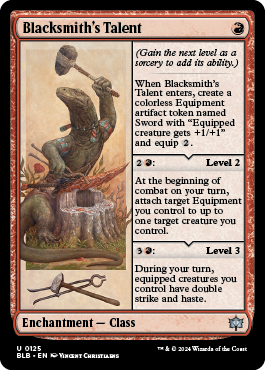 Blacksmith's Talent
(Gain the next level as a
sorcery to add its ability.)
When Blacksmith's
Talent enters, create a
colorless Equipment
artifact token named
Sword with "Equipped
creature gets +1/+1"
and equip 2.
2 : Level 2
At the beginning of
combat on your turn,
attach target Equipment
you control to up to
one target creature you
control.
3 : Level 3
During your turn,
equipped creatures you
control have double
strike and haste.
Enchantment — Class
U 0125
BLB • EN Vincent Christiaens
™ & © 2024 Wizards of the Coast